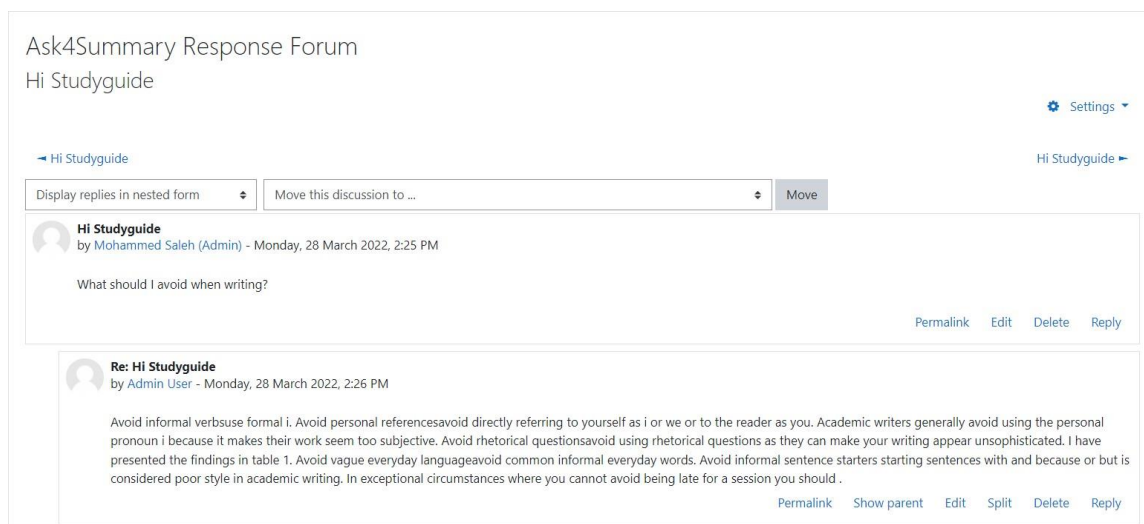 Ask4Summary Response Forum
Hi Studyguide
Settings
◄ Hi Studyguide
Hi Studyguide ►
Display replies in nested form
Move this discussion to ...
Move
Hi Studyguide
by Mohammed Saleh (Admin) - Monday, 28 March 2022, 2:25 PM
What should I avoid when writing?
Permalink Edit Delete Reply
Re: Hi Studyguide
by Admin User - Monday, 28 March 2022, 2:26 PM
Avoid informal verbsuse formal i. Avoid personal referencesavoid directly referring to yourself as i or we or to the reader as you. Academic writers generally avoid using the personal
pronoun i because it makes their work seem too subjective. Avoid rhetorical questionsavoid using rhetorical questions as they can make your writing appear unsophisticated. I have
presented the findings in table 1. Avoid vague everyday languageavoid common informal everyday words. Avoid informal sentence starters starting sentences with and because or but is
considered poor style in academic writing. In exceptional circumstances where you cannot avoid being late for a session you should .
Permalink Show parent Edit Split Delete Reply